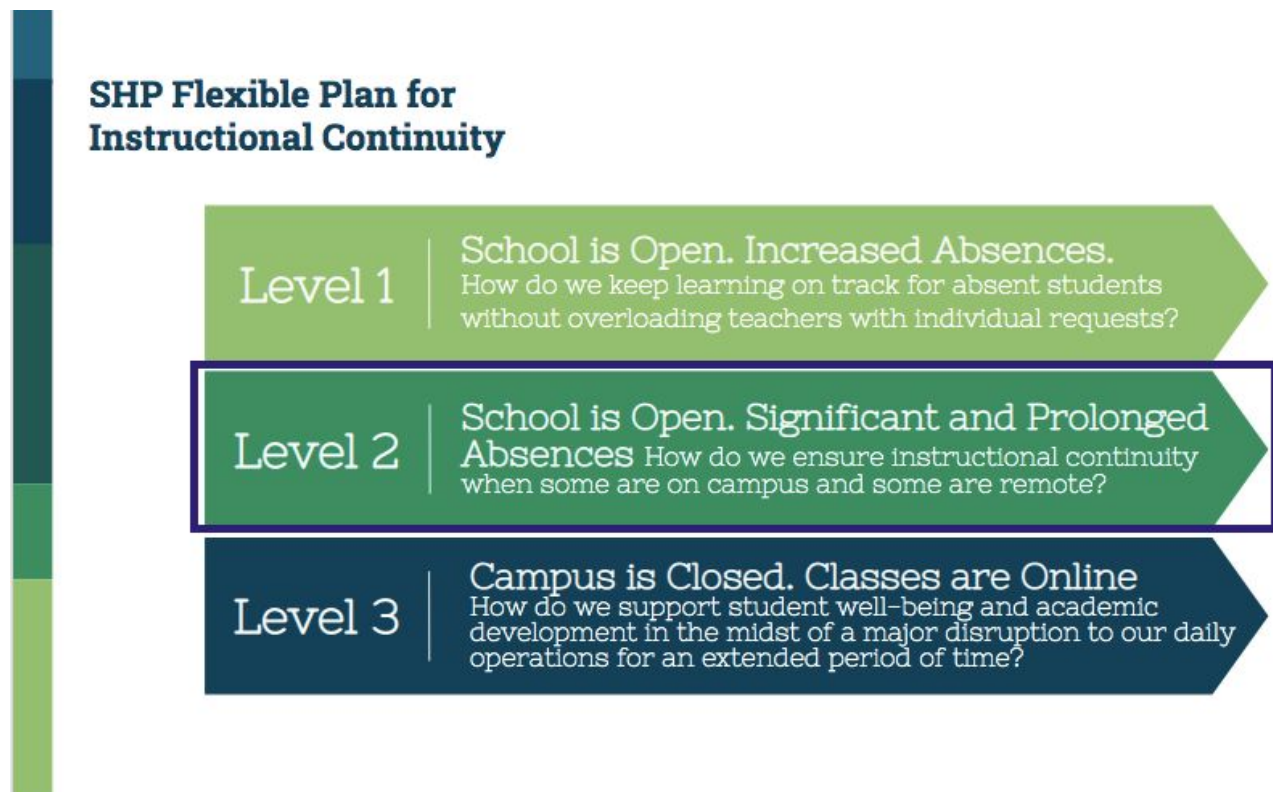 SHP Flexible Plan for
Instructional Continuity
Level 1
School is Open. Increased Absences.
How do we keep learning on track for absent students
without overloading teachers with individual requests?
Level 2
School is Open. Significant and Prolonged
Absences How do we ensure instructional continuity
when some are on campus and some are remote?
Level 3
Campus is Closed. Classes are Online
How do we support student well-being and academic
development in the midst of a major disruption to our daily
operations for an extended period of time?